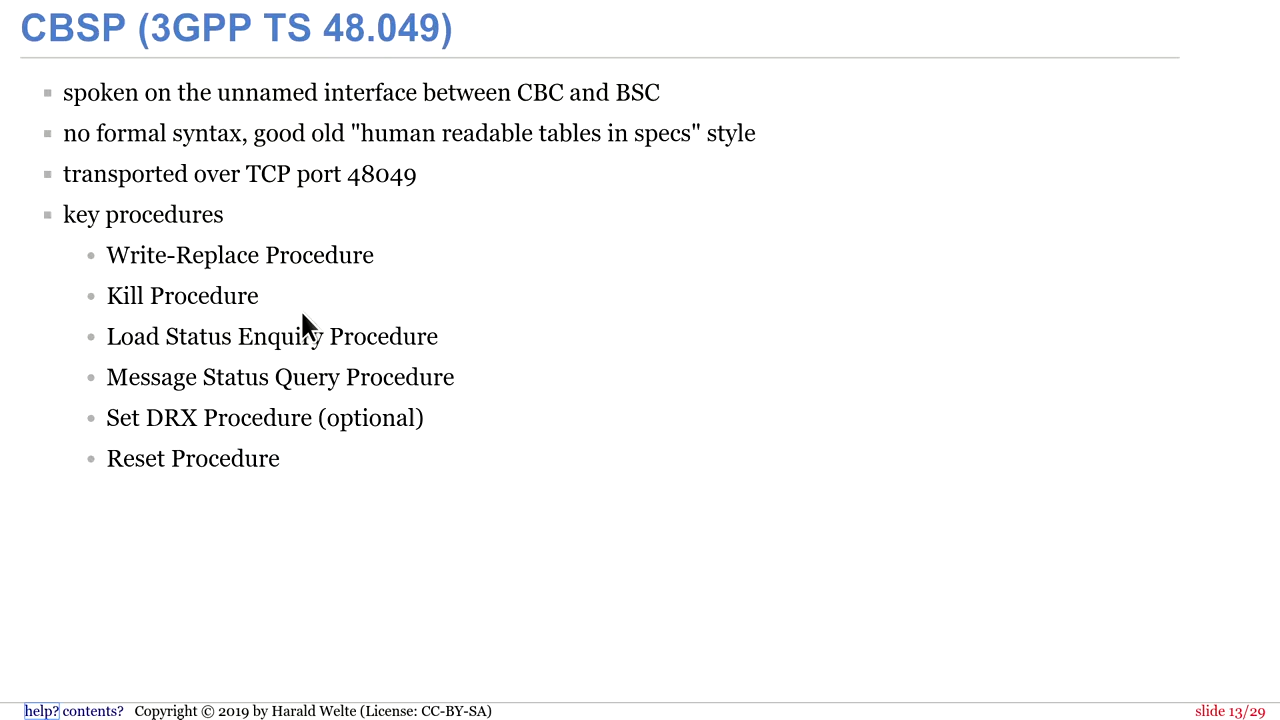 CBSP (3GPP TS 48.049)
spoken on the unnamed interface between CBC and BSC
no formal syntax, good old "human readable tables in specs" style
transported over TCP port 48049
key procedures
Write-Replace Procedure
Kill Procedure
Load Status Enquiry Procedure
Message Status Query Procedure
Set DRX Procedure (optional)
Reset Procedure
help? contents? Copyright © 2019 by Harald Welte (License: CC-BY-SA) slide 13/29